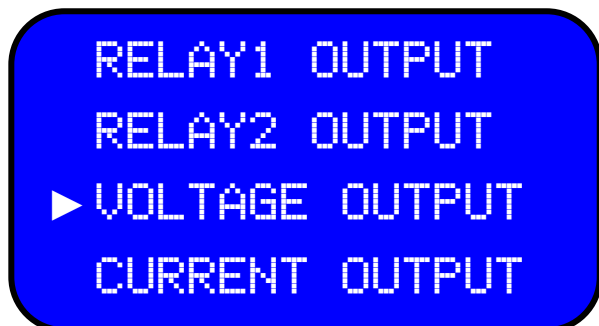 RELAY1 OUTPUT
RELAY2 OUTPUT
►VOLTAGE OUTPUT
CURRENT OUTPUT